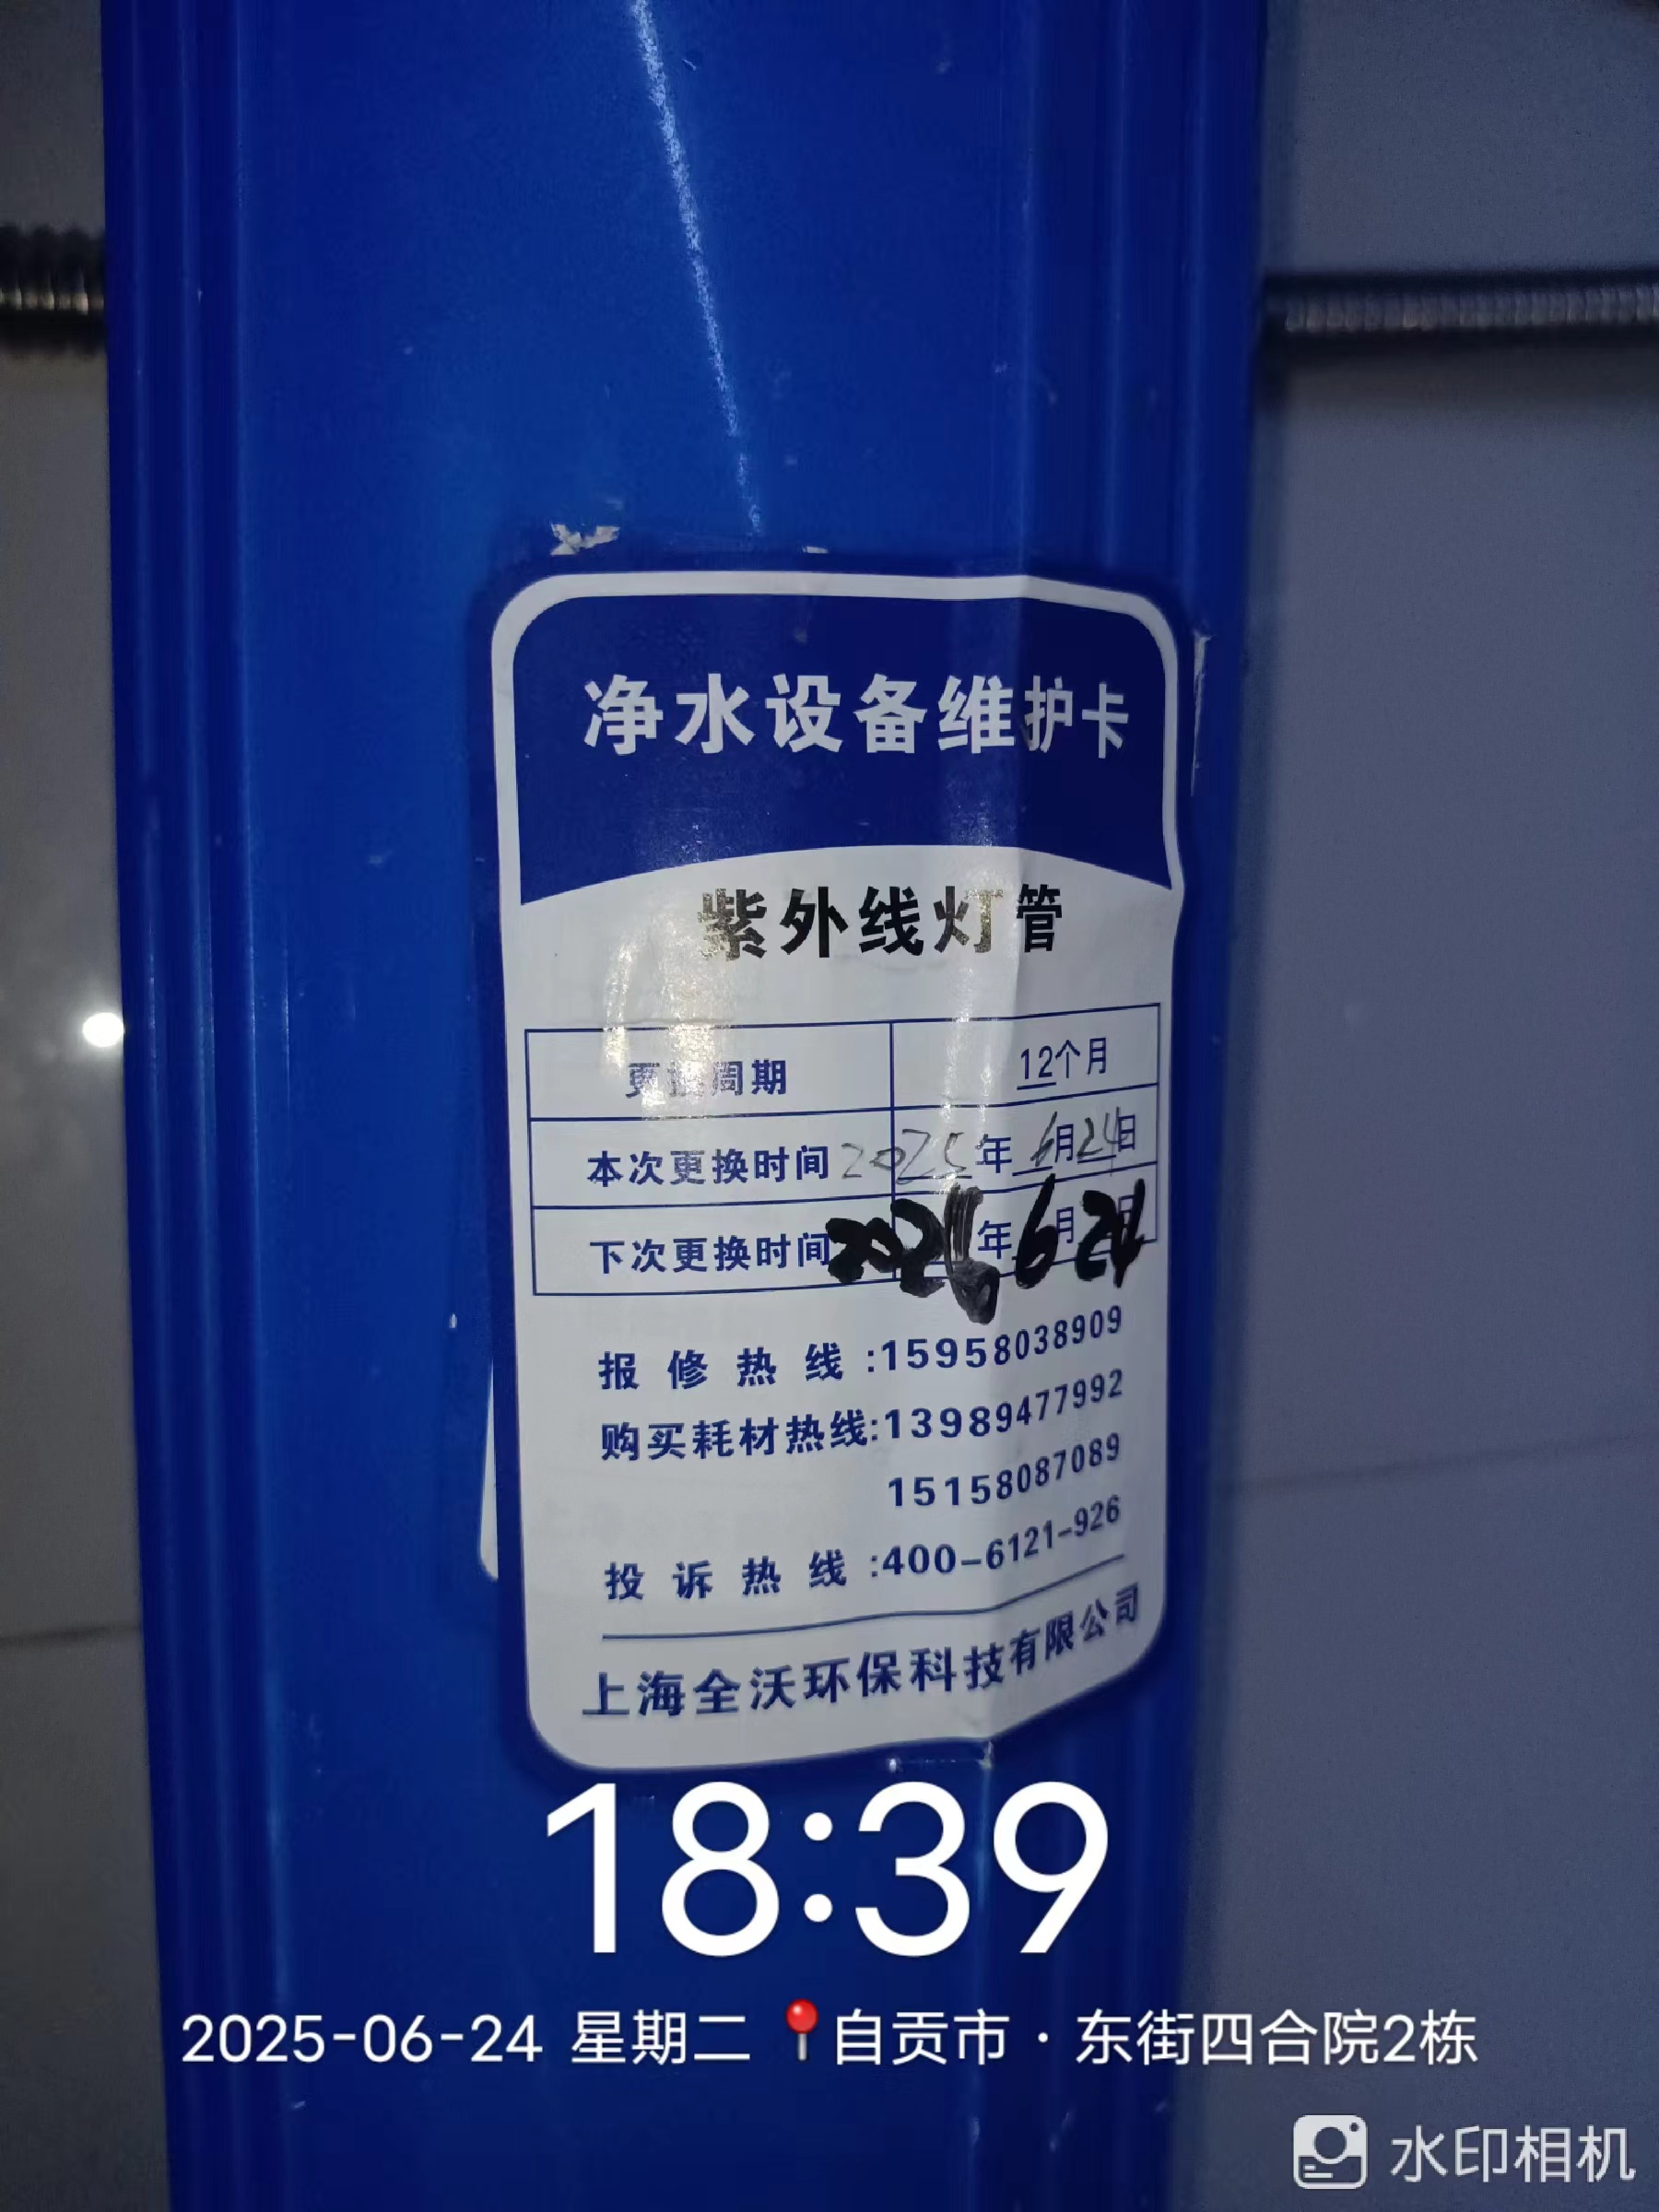 净水设备维护卡
紫外线灯管
更换周期 12个月
本次更换时间 2025年6月24日
下次更换时间 2026年6月24日
报修热线:15958038909
购买耗材热线:13989477992
15158087089
投诉热线:400-6121-926
上海全沃环保科技有限公司
18:39
2025-06-24 星期二 📍自贡市·东街四合院2栋
水印相机